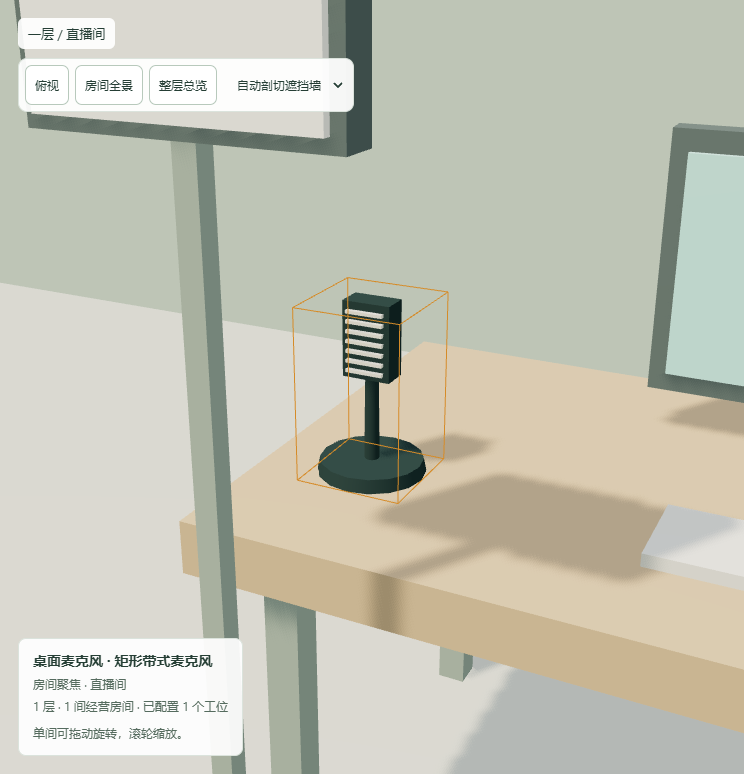 一层 / 直播间
俯视 房间全景 整层总览 自动剖切遮挡墙
桌面麦克风 · 矩形带式麦克风
房间聚焦 · 直播间
1 层 · 1 间经营房间 · 已配置 1 个工位
单间可拖动旋转，滚轮缩放。